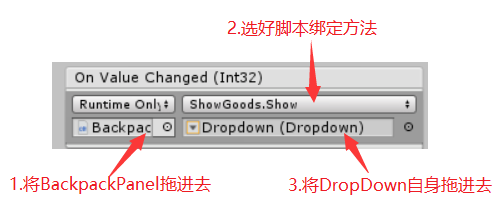 2.选好脚本绑定方法
On Value Changed (Int32)
Runtime Only ShowGoods.Show
Backpac Dropdown (Dropdown)
1.将BackpackPanel拖进去 3.将DropDown自身拖进去